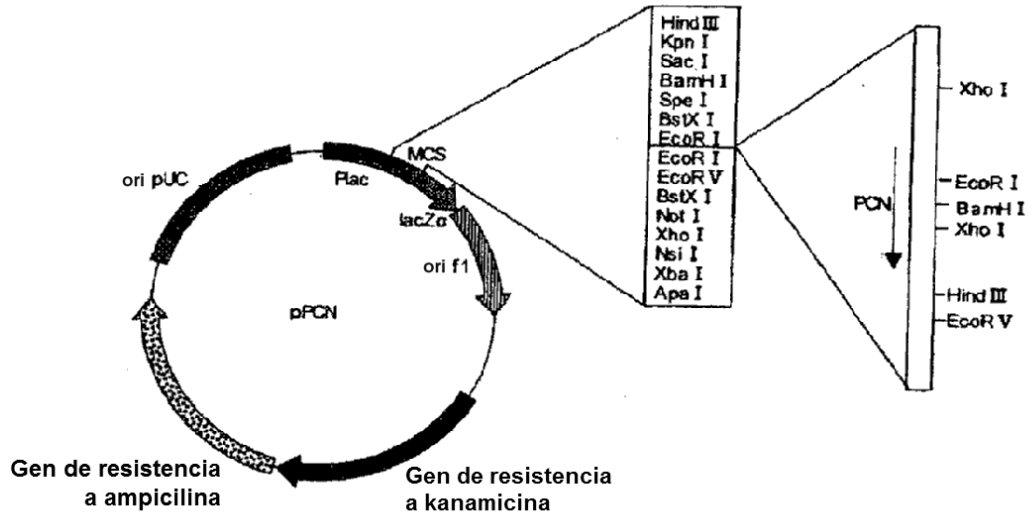 Hind III
Kpn I
Sac I
BamH I
Spe I
BstX I
EcoR I
EcoR I
EcoR V
BstX I
Not I
Xho I
Nsi I
Xba I
Apa I
Xho I
EcoR I
BamH I
Xho I
Hind III
EcoR V
PCN
MCS
Plac
ori pUC
lacZα
ori f1
pPCN
Gen de resistencia
a ampicilina
Gen de resistencia
a kanamicina